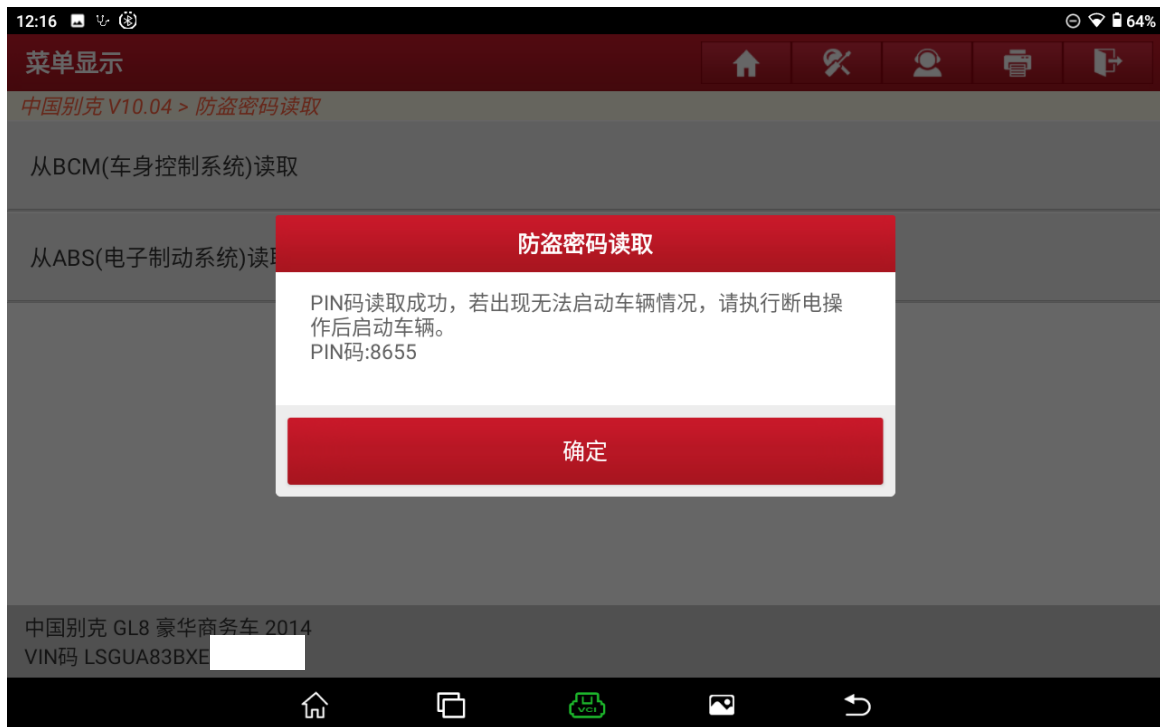 12:16
64%
菜单显示
中国别克 V10.04 > 防盗密码读取
从BCM(车身控制系统)读取
从ABS(电子制动系统)读
防盗密码读取
PIN码读取成功，若出现无法启动车辆情况，请执行断电操
作后启动车辆。
PIN码:8655
确定
中国别克 GL8 豪华商务车 2014
VIN码 LSGUA83BXE
VCI